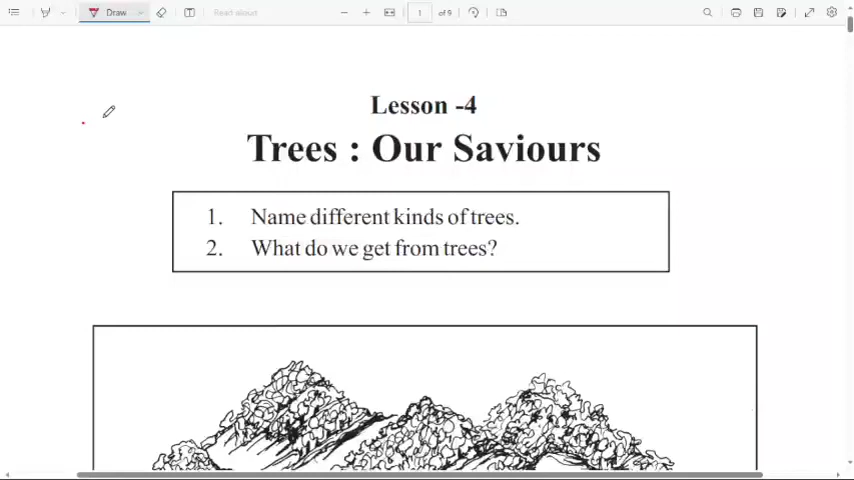 Draw
Read aloud
1
of 9
Lesson -4
Trees : Our Saviours
1. Name different kinds of trees.
2. What do we get from trees?